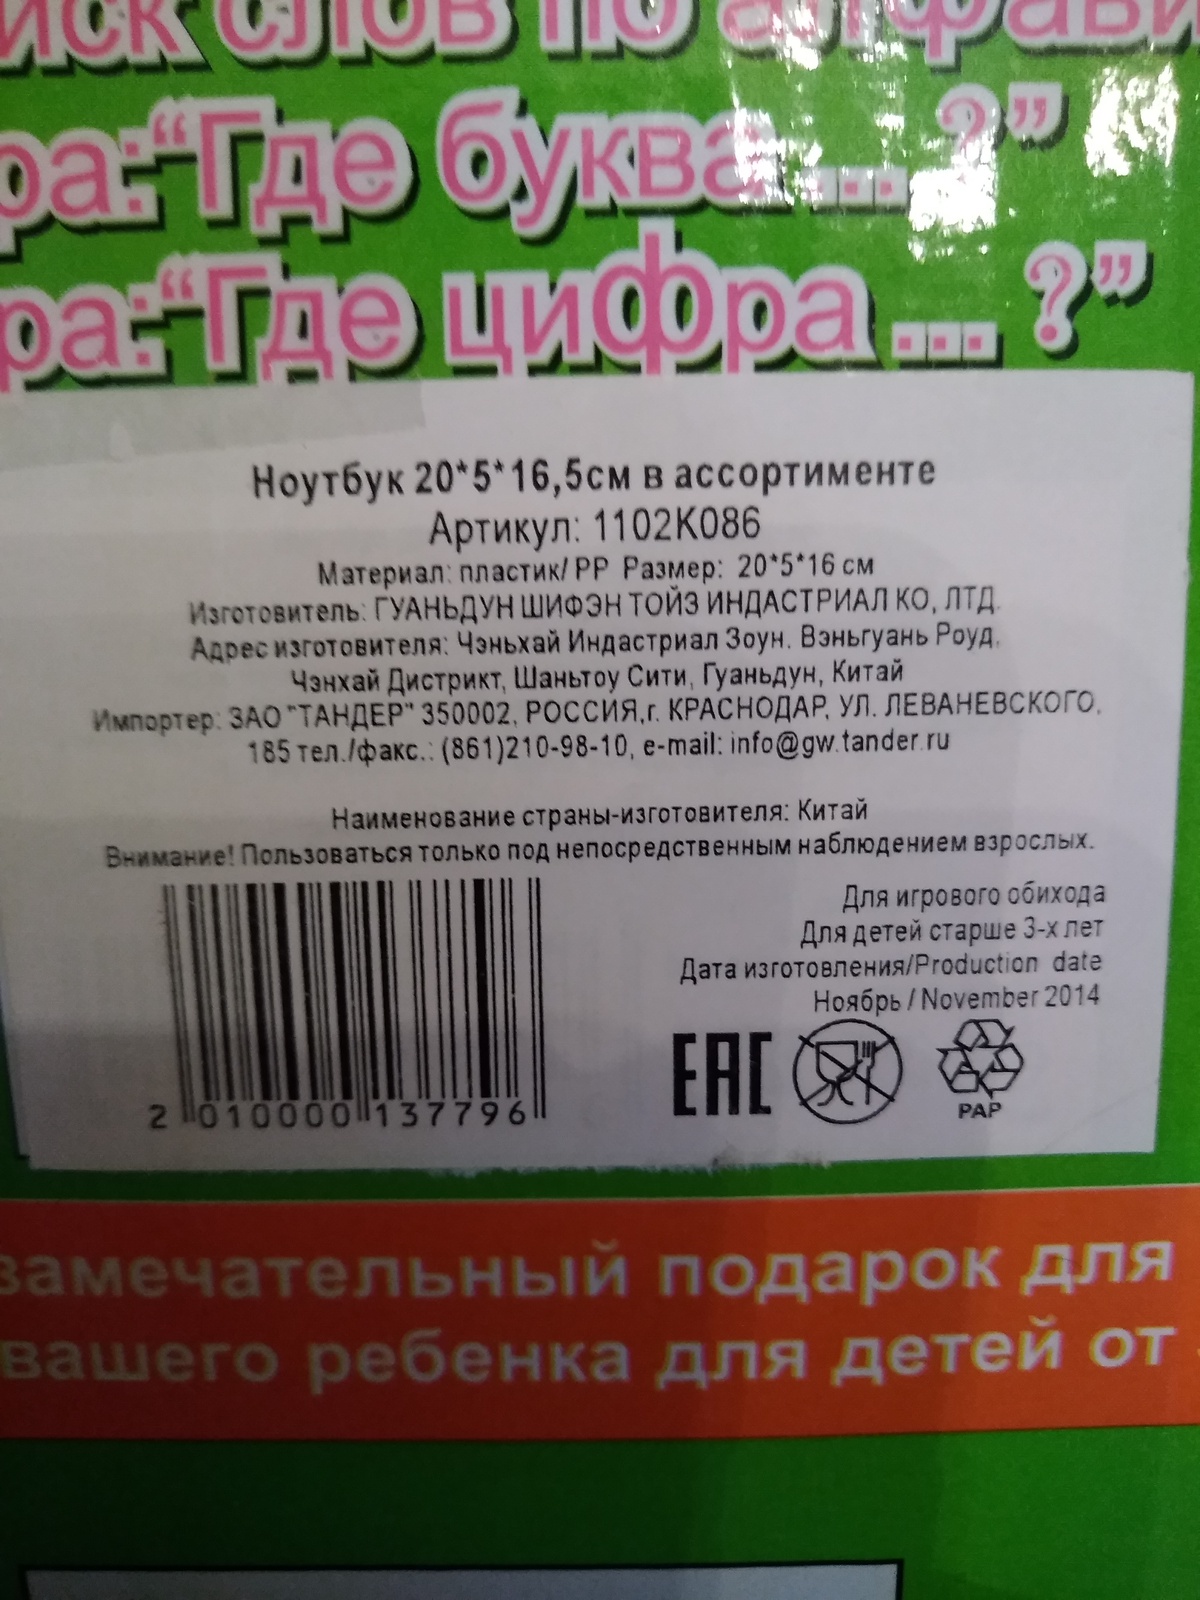 иск слов по алфави
ра:“Где буква ... ?”
ра:“Где цифра ... ?”
Ноутбук 20*5*16,5см в ассортименте
Артикул: 1102K086
Материал: пластик/ PP Размер: 20*5*16 см
Изготовитель: ГУАНЬДУН ШИФЭН ТОЙЗ ИНДАСТРИАЛ КО, ЛТД.
Адрес изготовителя: Чэньхай Индастриал Зоун. Вэньгуань Роуд,
Чэнхай Дистрикт, Шаньтоу Сити, Гуаньдун, Китай
Импортер: ЗАО "ТАНДЕР" 350002, РОССИЯ,г. КРАСНОДАР, УЛ. ЛЕВАНЕВСКОГО,
185 тел./факс.: (861)210-98-10, e-mail: info@gw.tander.ru
Наименование страны-изготовителя: Китай
Внимание! Пользоваться только под непосредственным наблюдением взрослых.
Для игрового обихода
Для детей старше 3-х лет
Дата изготовления/Production date
Ноябрь / November 2014
EAC
PAP
2 010000 137796
замечательный подарок для
вашего ребенка для детей от